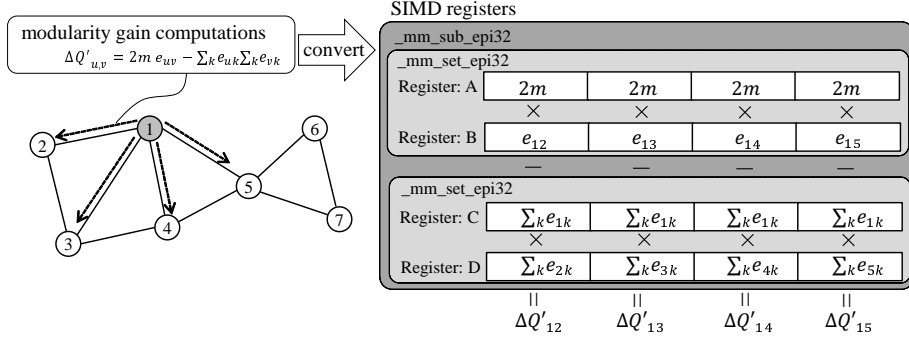 SIMD registers
modularity gain computations
ΔQ′u,v = 2m euv − ∑k euk ∑k evk
convert
_mm_sub_epi32
_mm_set_epi32
Register: A 2m 2m 2m 2m
× × × ×
Register: B e12 e13 e14 e15
— — — —
_mm_set_epi32
Register: C ∑k e1k ∑k e1k ∑k e1k ∑k e1k
× × × ×
Register: D ∑k e2k ∑k e3k ∑k e4k ∑k e5k
= = = =
ΔQ′12 ΔQ′13 ΔQ′14 ΔQ′15
1
2
3
4
5
6
7